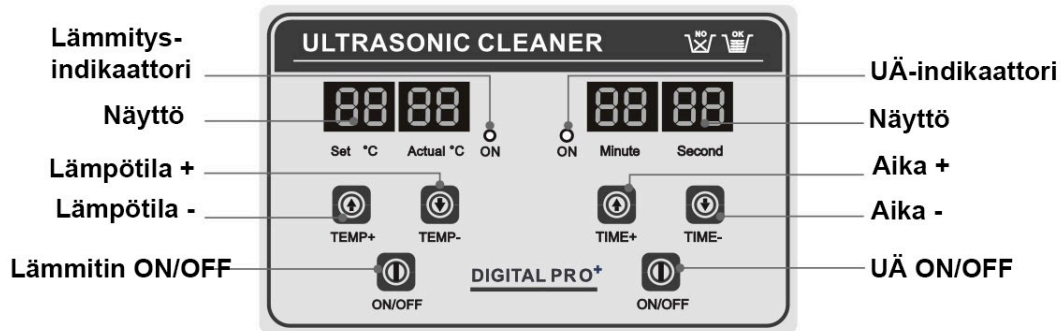 Lämmitys-
indikaattori
Näyttö
Lämpötila +
Lämpötila -
Lämmitin ON/OFF
ULTRASONIC CLEANER
NO
OK
88 88
Set °C
Actual °C
ON
ON
88 88
Minute
Second
TEMP+
TEMP-
TIME+
TIME-
ON/OFF
DIGITAL PRO+
ON/OFF
UÄ-indikaattori
Näyttö
Aika +
Aika -
UÄ ON/OFF